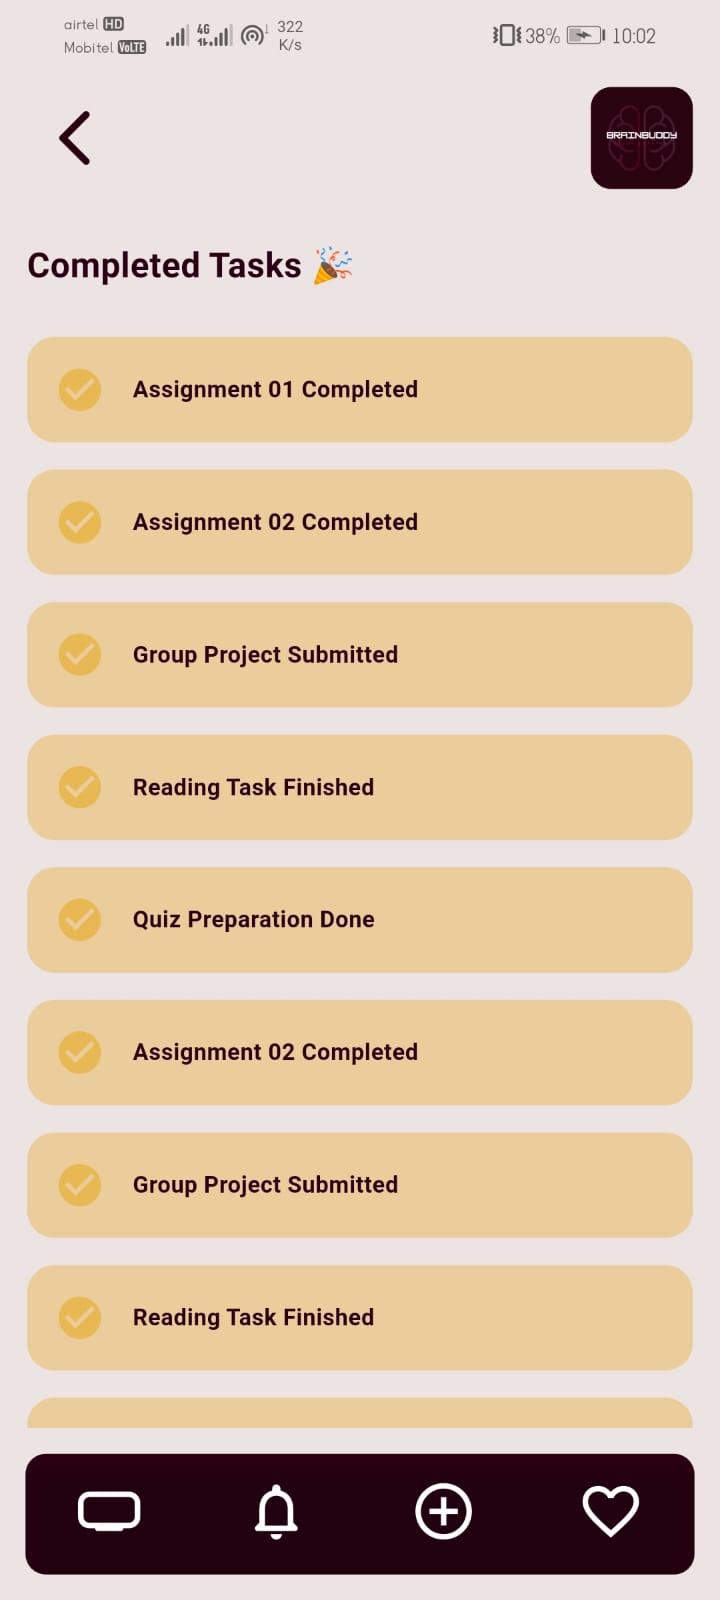 airtel HD
Mobitel VoLTE
4G
322
K/s
38%
10:02
BRAINBUDDY
Completed Tasks 🎉
Assignment 01 Completed
Assignment 02 Completed
Group Project Submitted
Reading Task Finished
Quiz Preparation Done
Assignment 02 Completed
Group Project Submitted
Reading Task Finished